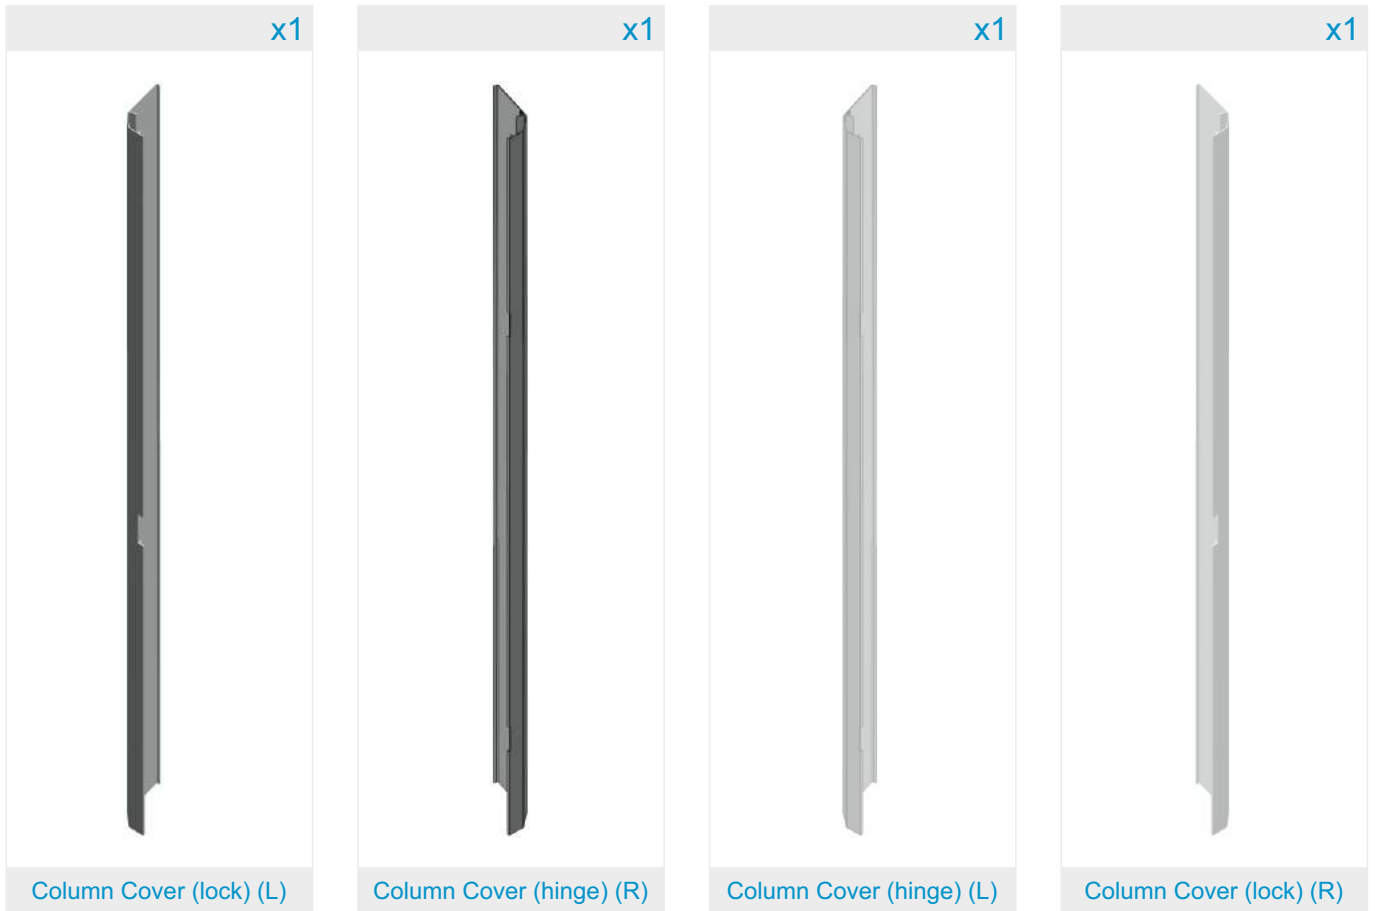 x1
x1
x1
x1
Column Cover (lock) (L)
Column Cover (hinge) (R)
Column Cover (hinge) (L)
Column Cover (lock) (R)